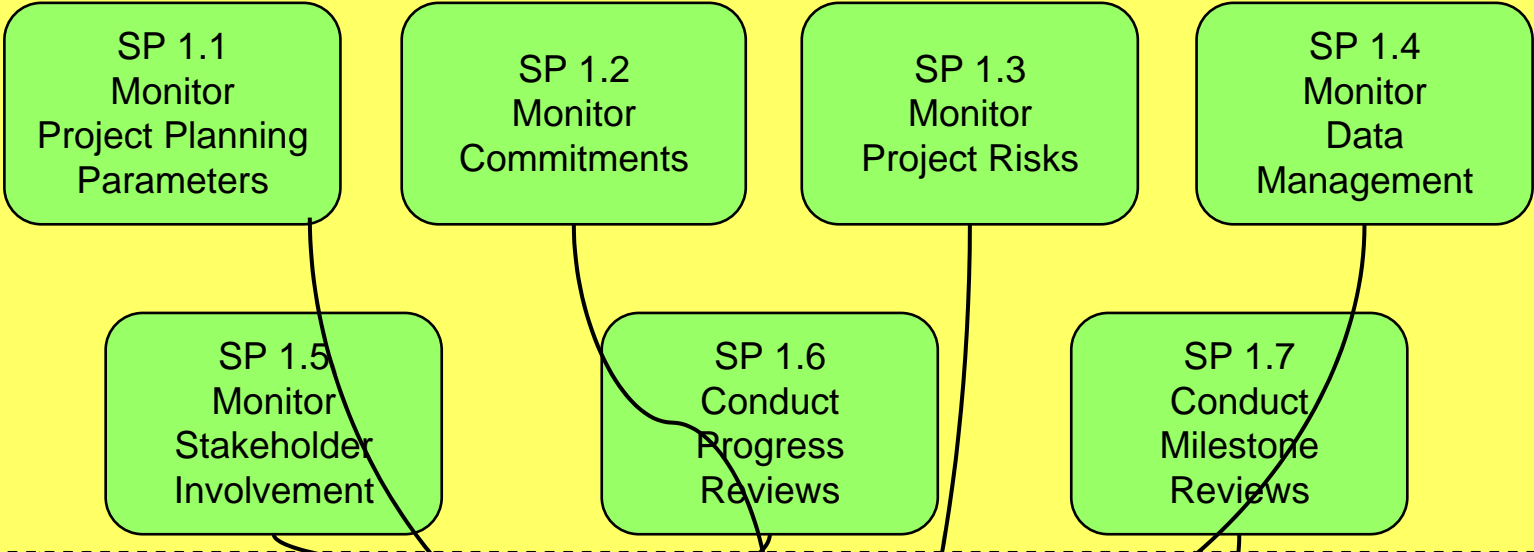 SP 1.1
Monitor
Project Planning
Parameters
SP 1.2
Monitor
Commitments
SP 1.3
Monitor
Project Risks
SP 1.4
Monitor
Data
Management
SP 1.5
Monitor
Stakeholder
Involvement
SP 1.6
Conduct
Progress
Reviews
SP 1.7
Conduct
Milestone
Reviews